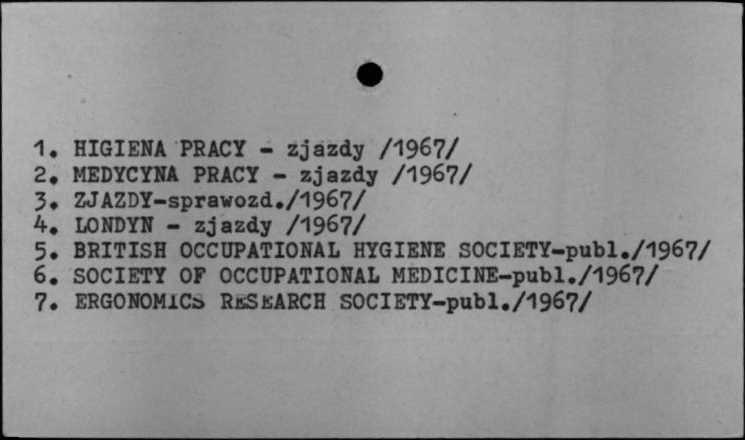 1. HIGIENA PRACY - zjazdy /1967/
2. MEDYCYNA PRACY - zjazdy /1967/
3. ZJAZDY-sprawozd./1967/
4. LONDYN - zjazdy /1967/
5. BRITISH OCCUPATIONAL HYGIENE SOCIETY-publ./1967/
6. SOCIETY OF OCCUPATIONAL MEDICINE-publ./1967/
7. ERGONOMICS RESEARCH SOCIETY-publ./1967/